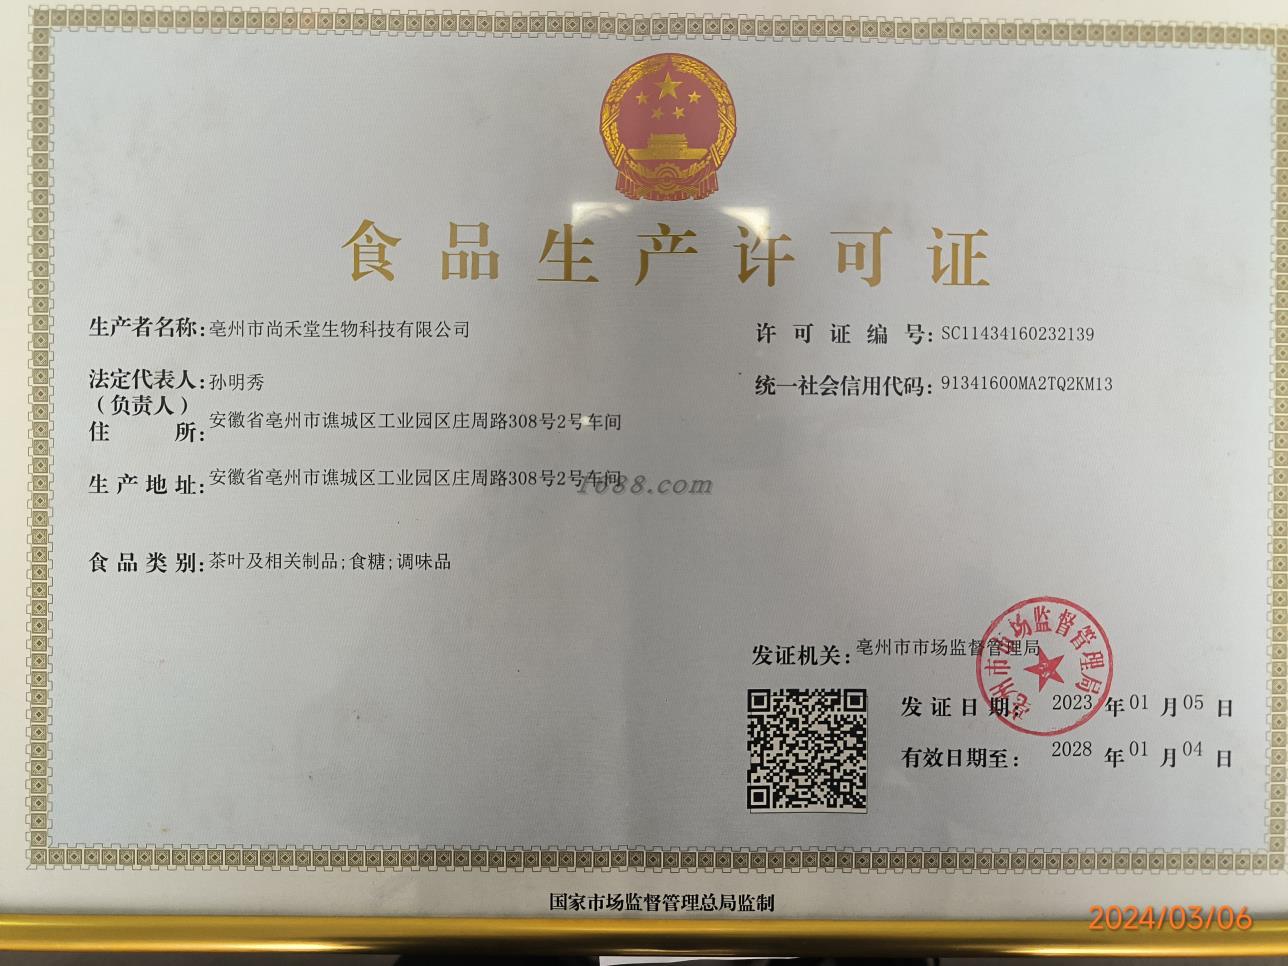 食品生产许可证
生产者名称:亳州市尚禾堂生物科技有限公司
许可证编号:SC11434160232139
法定代表人:孙明秀
(负责人)
统一社会信用代码:91341600MA2TQ2KM13
住所:安徽省亳州市谯城区工业园区庄周路308号2号车间
生产地址:安徽省亳州市谯城区工业园区庄周路308号2号车间
1688.com
食品类别:茶叶及相关制品;食糖;调味品
发证机关:亳州市市场监督管理局
亳州市市场监督管理局
发证日期:2023年01月05日
有效日期至:2028年01月04日
国家市场监督管理总局监制
2024/03/06